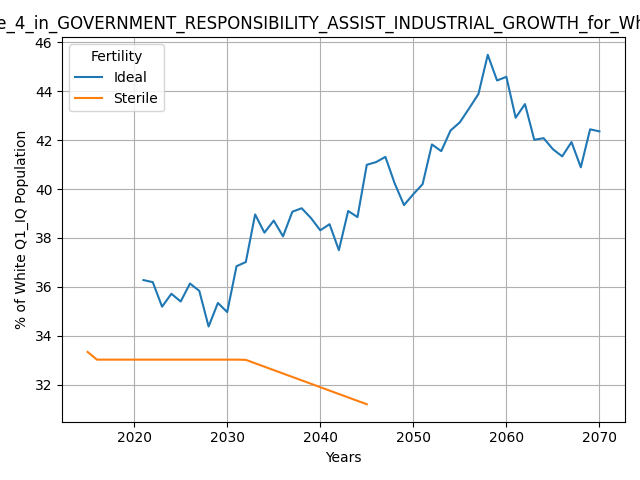 e_4_in_GOVERNMENT_RESPONSIBILITY_ASSIST_INDUSTRIAL_GROWTH_for_Wh
Fertility
Ideal
Sterile
46
44
42
40
38
36
34
32
% of White Q1_IQ Population
2020 2030 2040 2050 2060 2070
Years